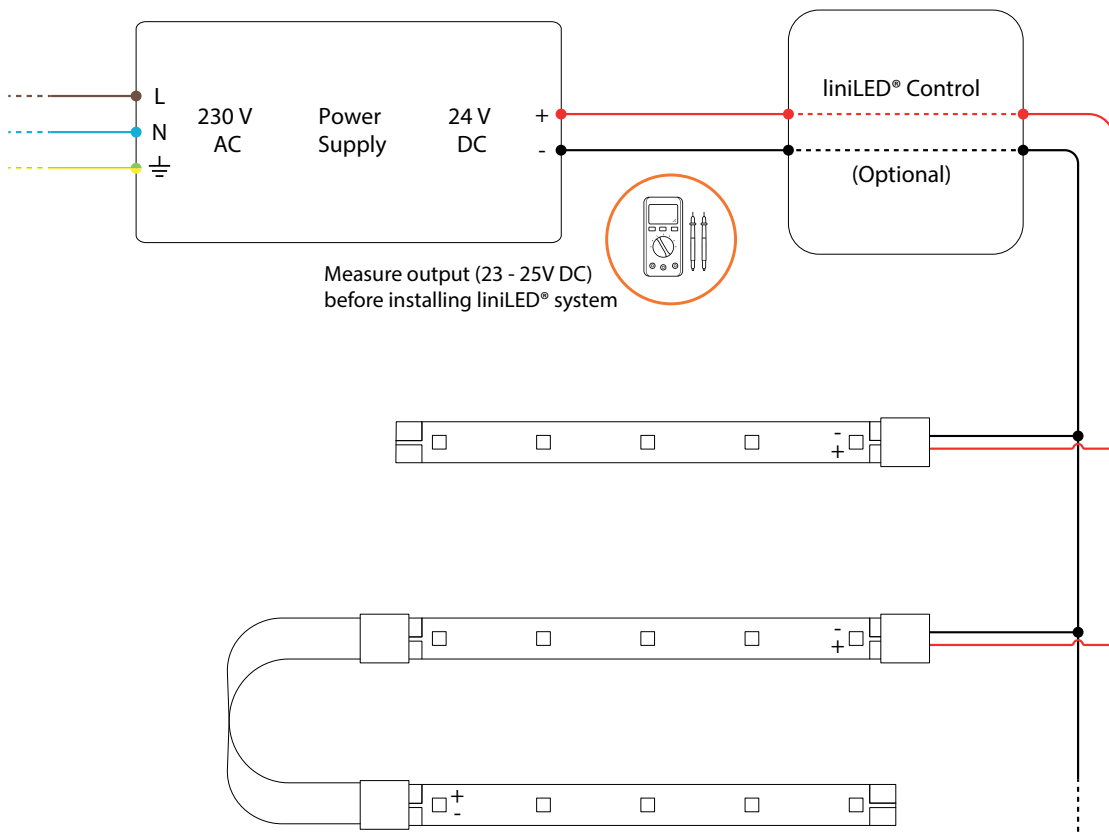 L
N
230 V
AC
Power
Supply
24 V
DC
+
-
liniLED® Control
(Optional)
Measure output (23 - 25V DC)
before installing liniLED® system
-
+
-
+
+
-